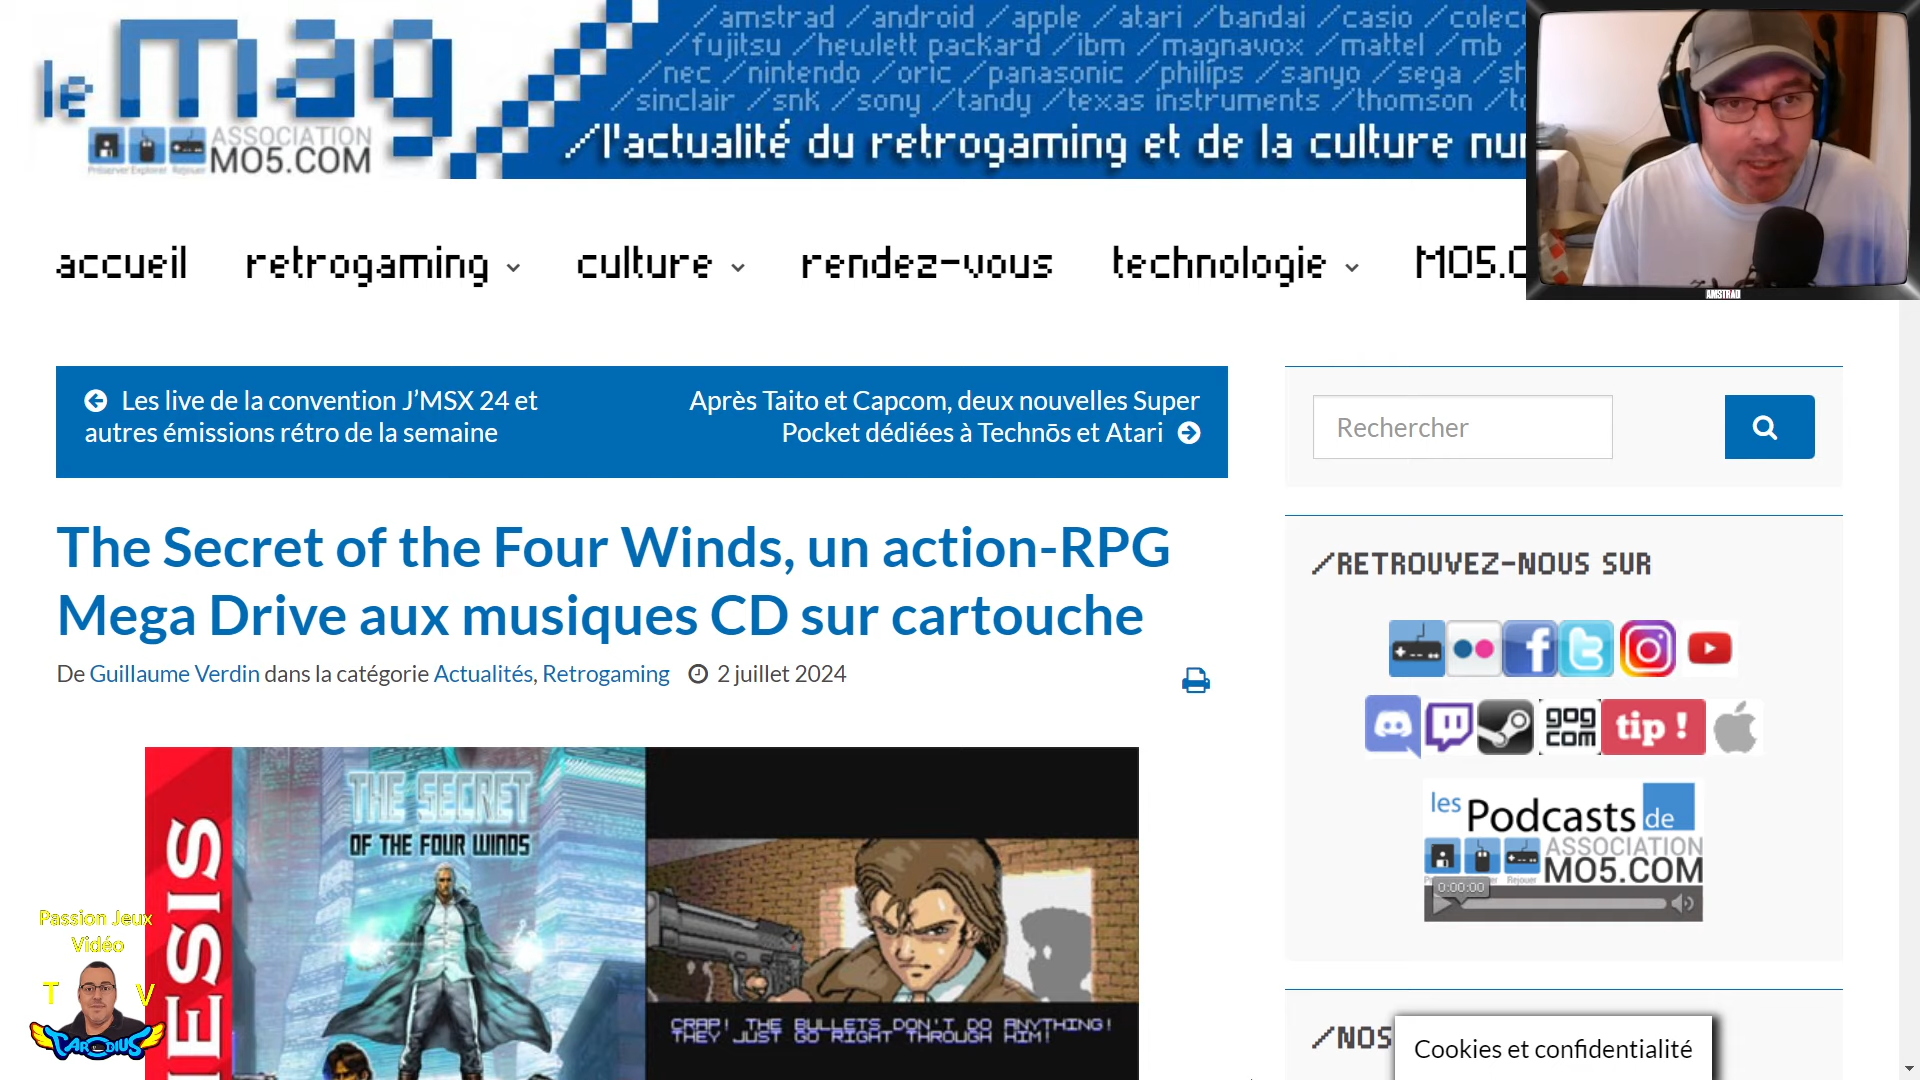 le mag
ASSOCIATION
MO5.COM
Préserver Explorer Rejouer
/amstrad /android /apple /atari /bandai /casio
/fujitsu /hewlett packard /ibm /magnavox /mattel /mb
/nec /nintendo /oric /panasonic /philips /sanyo /sega
/sinclair /snk /sony /tandy /texas instruments /thomson
/l'actualité du retrogaming et de la culture
AMSTRAD
accueil
retrogaming
culture
rendez-vous
technologie
Les live de la convention J'MSX 24 et
autres émissions rétro de la semaine
Après Taito et Capcom, deux nouvelles Super
Pocket dédiées à Technōs et Atari
Rechercher
The Secret of the Four Winds, un action-RPG
Mega Drive aux musiques CD sur cartouche
De Guillaume Verdin dans la catégorie Actualités, Retrogaming 2 juillet 2024
/RETROUVEZ-NOUS SUR
gog
com
tip !
les Podcasts de
ASSOCIATION
MO5.COM
0:00:00
THE SECRET
OF THE FOUR WINDS
CRAP! THE BULLETS DON'T DO ANYTHING!
THEY JUST GO RIGHT THROUGH HIM!
Passion Jeux
Vidéo
T V
PARODIUS
/NOS
Cookies et confidentialité